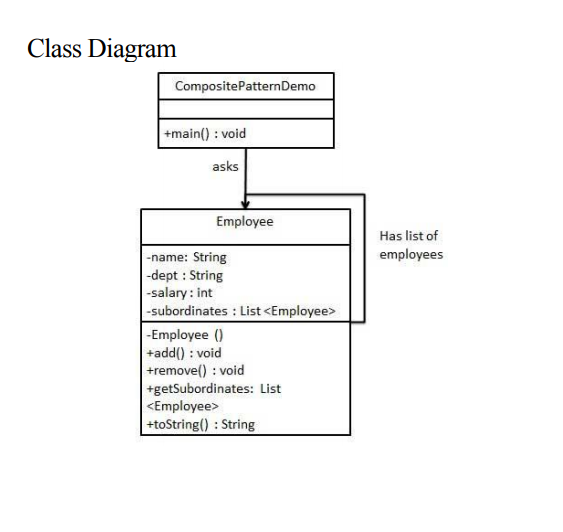 Class Diagram
CompositePatternDemo
+main() : void
asks
Employee
Has list of
employees
-name: String
-dept : String
-salary : int
-subordinates : List <Employee>
-Employee ()
+add() : void
+remove() : void
+getSubordinates: List
<Employee>
+toString() : String